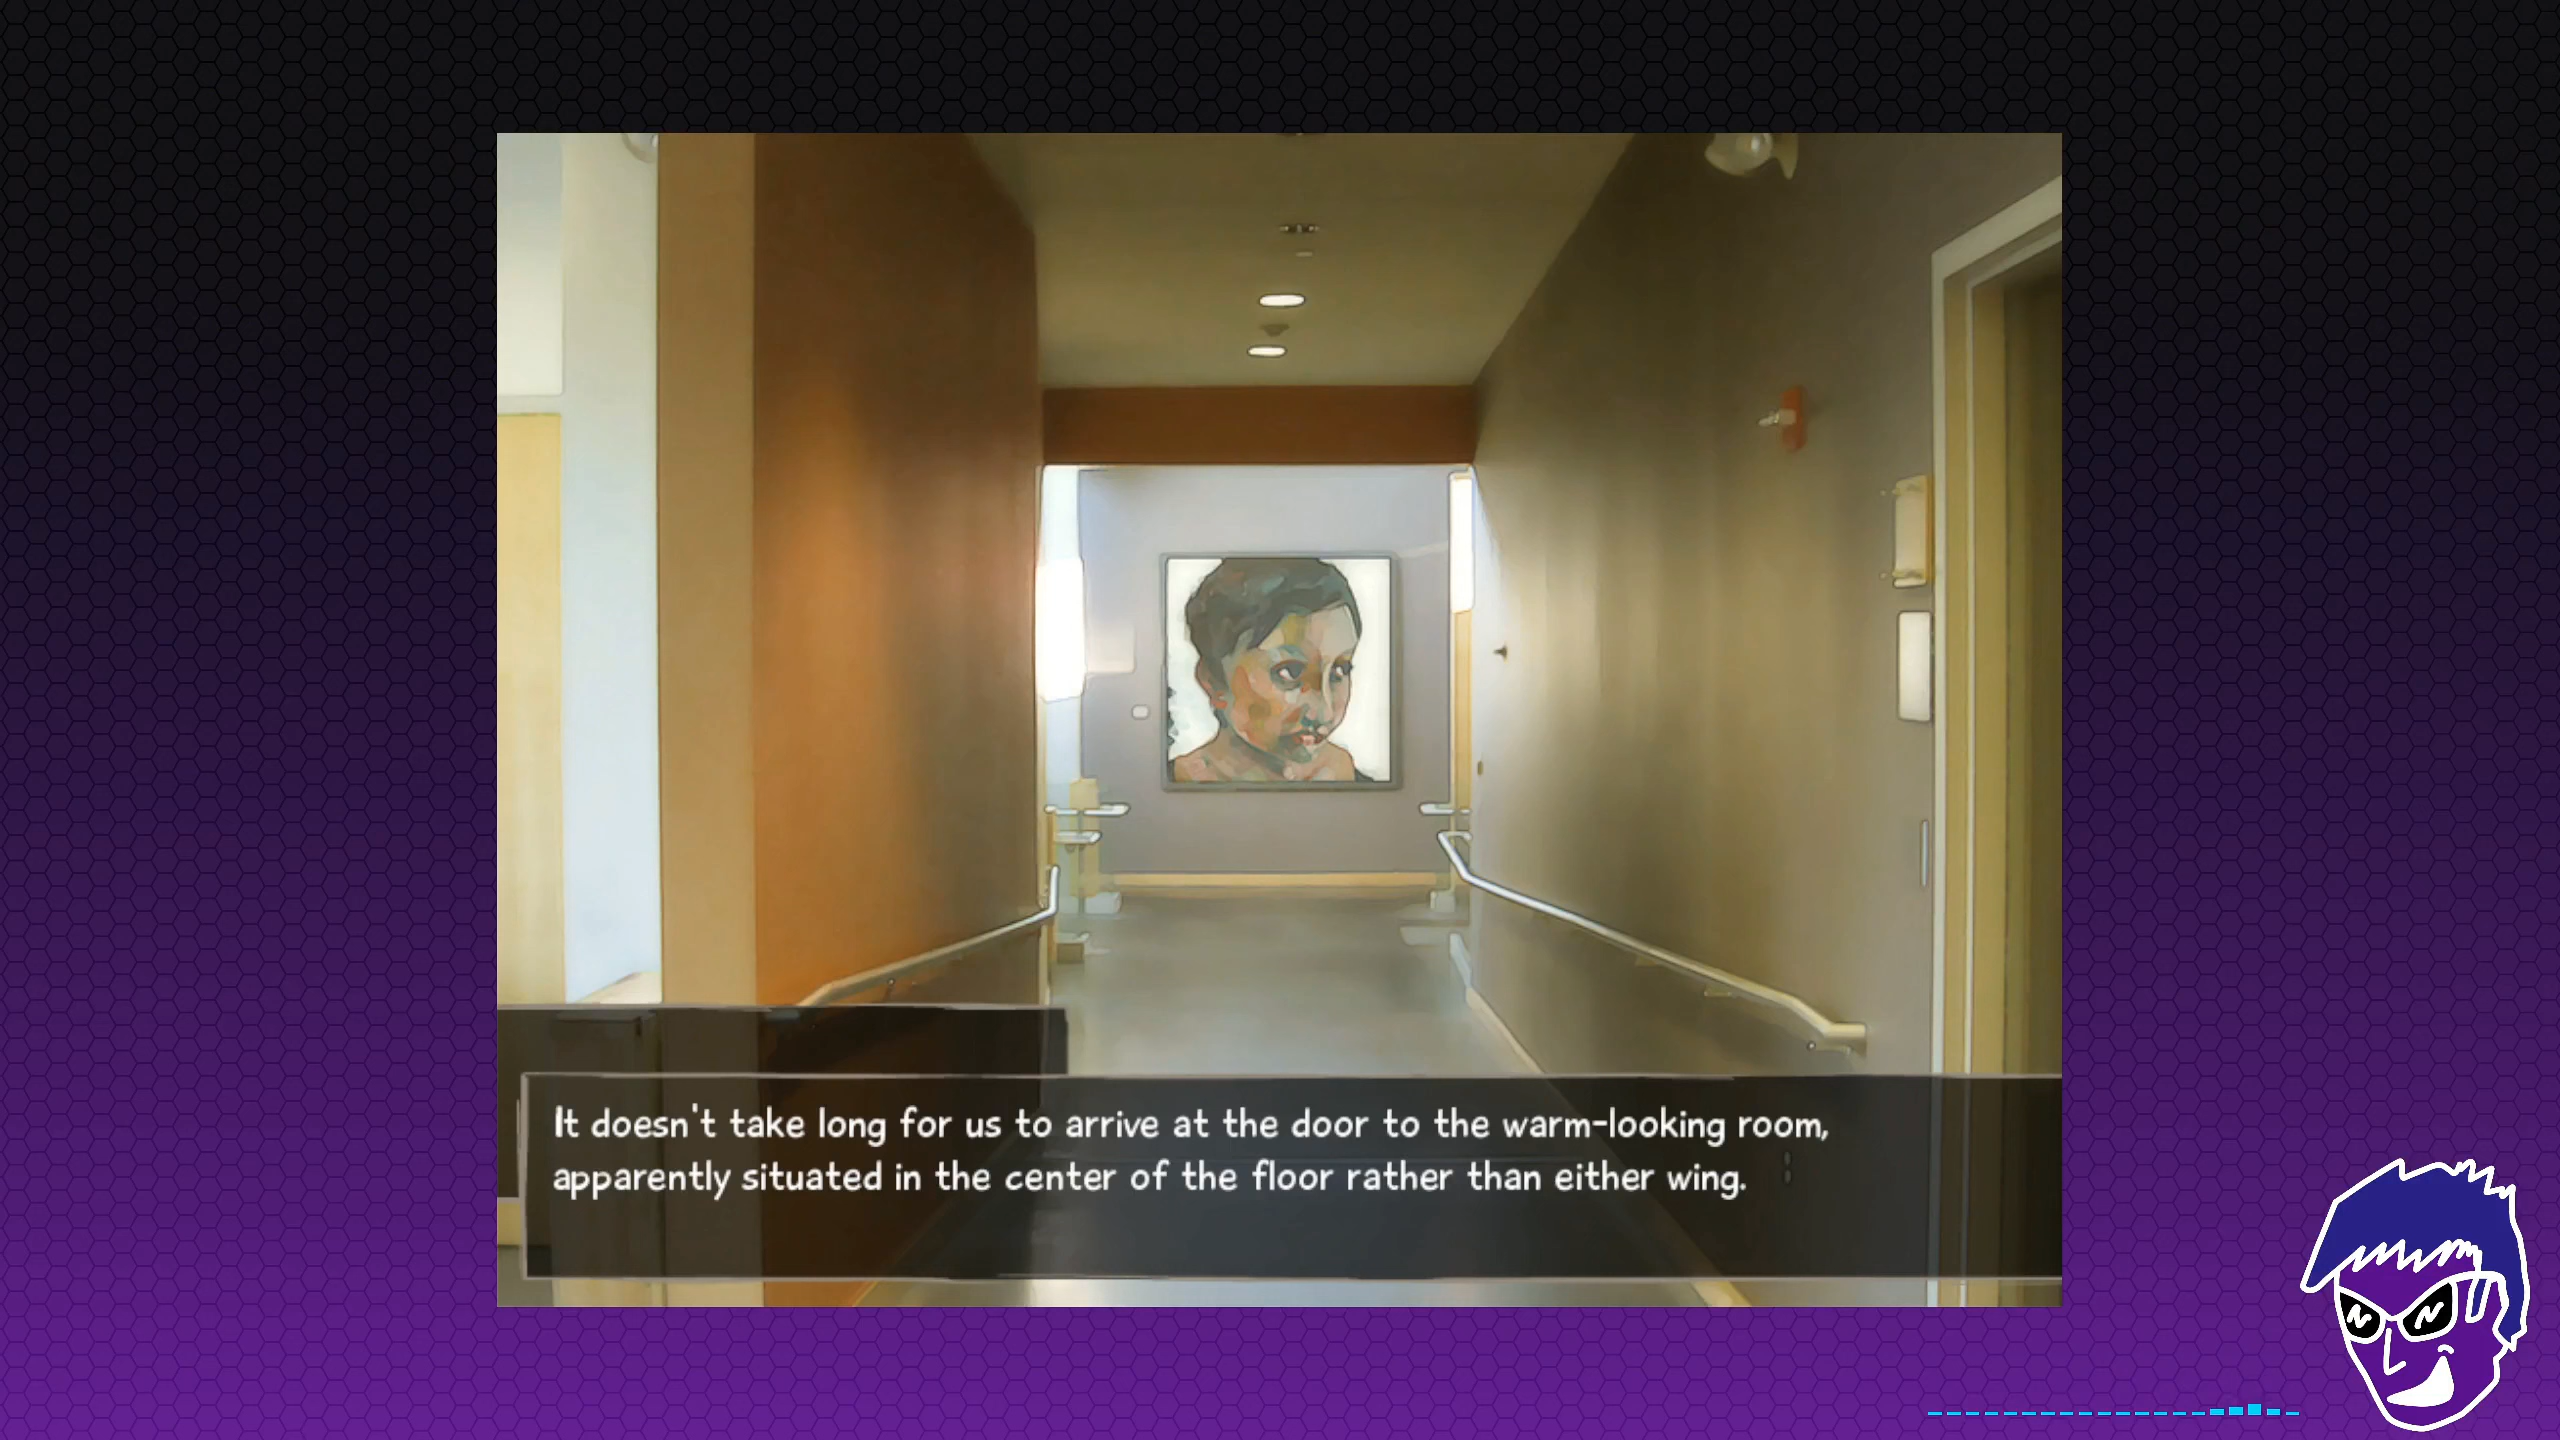 It doesn't take long for us to arrive at the door to the warm-looking room,
apparently situated in the center of the floor rather than either wing.